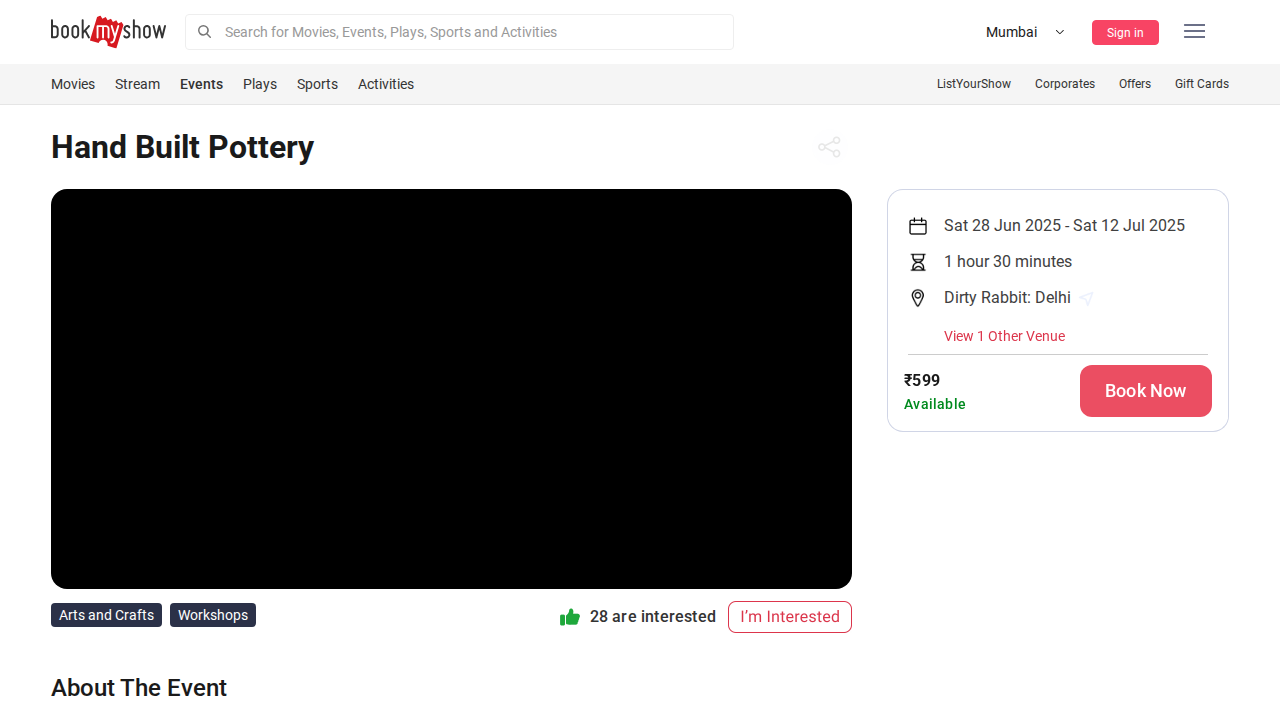 bookmyshow
Search for Movies, Events, Plays, Sports and Activities
Mumbai
Sign in
Movies
Stream
Events
Plays
Sports
Activities
ListYourShow
Corporates
Offers
Gift Cards
Hand Built Pottery
Sat 28 Jun 2025 - Sat 12 Jul 2025
1 hour 30 minutes
Dirty Rabbit: Delhi
View 1 Other Venue
₹599
Available
Book Now
Arts and Crafts
Workshops
28 are interested
I’m Interested
About The Event